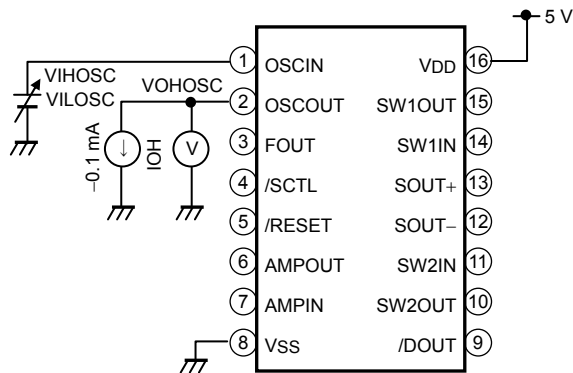 5 V
VIHOSC
VILOSC
VOHOSC
–0.1 mA
↓
IOH
V
1 OSCIN
2 OSCOUT
3 FOUT
4 /SCTL
5 /RESET
6 AMPOUT
7 AMPIN
8 VSS
VDD 16
SW1OUT 15
SW1IN 14
SOUT+ 13
SOUT– 12
SW2IN 11
SW2OUT 10
/DOUT 9